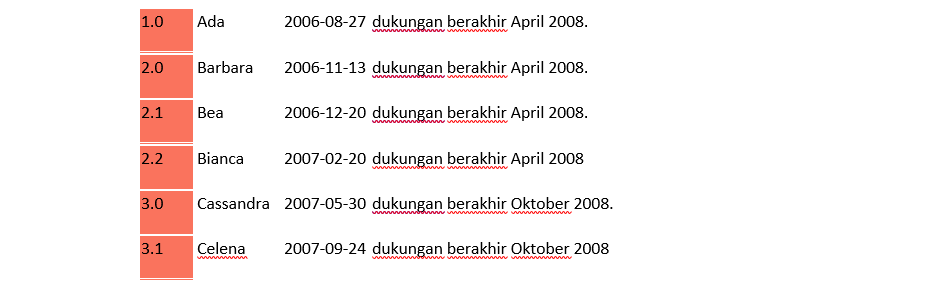 1.0 Ada 2006-08-27 dukungan berakhir April 2008.
2.0 Barbara 2006-11-13 dukungan berakhir April 2008.
2.1 Bea 2006-12-20 dukungan berakhir April 2008.
2.2 Bianca 2007-02-20 dukungan berakhir April 2008
3.0 Cassandra 2007-05-30 dukungan berakhir Oktober 2008.
3.1 Celena 2007-09-24 dukungan berakhir Oktober 2008